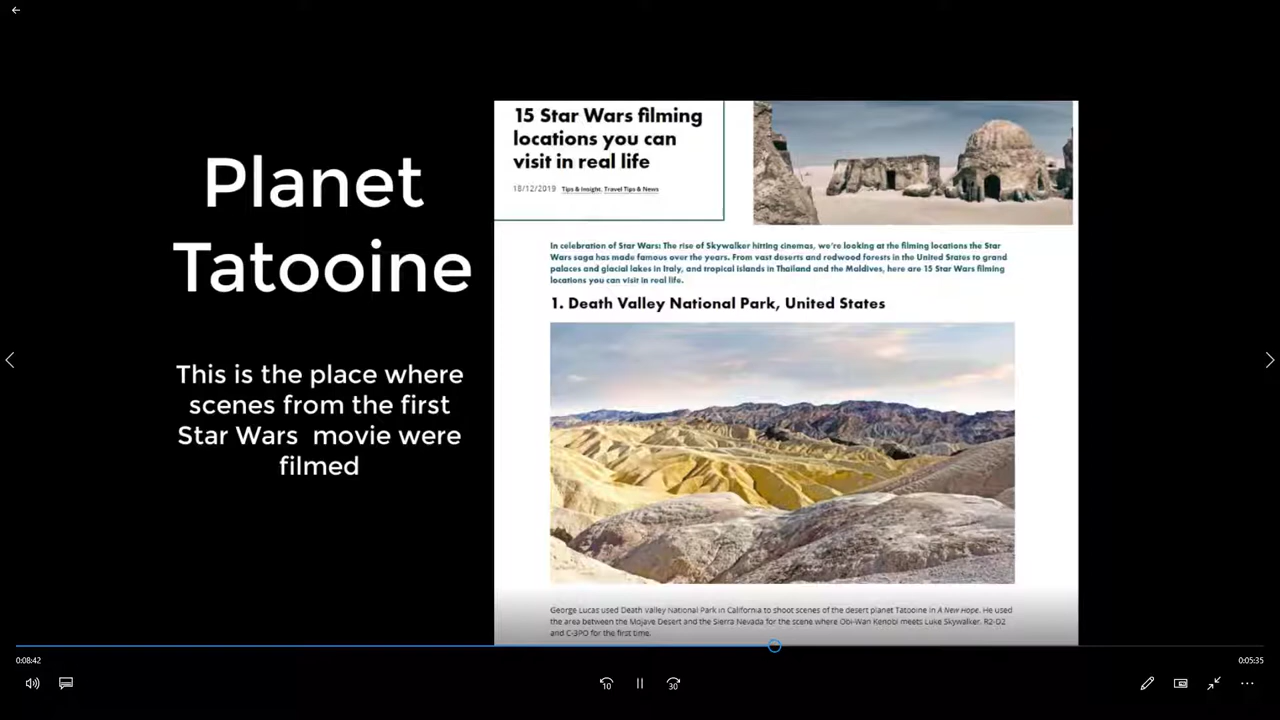 Planet
Tatooine
This is the place where
scenes from the first
Star Wars movie were
filmed
15 Star Wars filming
locations you can
visit in real life
18/12/2019 Tips & Insight, Travel Tips & News
In celebration of Star Wars: The rise of Skywalker hitting cinemas, we're looking at the filming locations the Star
Wars saga has made famous over the years. From vast deserts and redwood forests in the United States to grand
palaces and glacial lakes in Italy, and tropical islands in Thailand and the Maldives, here are 15 Star Wars filming
locations you can visit in real life.
1. Death Valley National Park, United States
George Lucas used Death Valley National Park in California to shoot scenes of the desert planet Tatooine in A New Hope. He used
the area between the Mojave Desert and the Sierra Nevada for the scene where Obi-Wan Kenobi meets Luke Skywalker, R2-D2
and C-3PO for the first time.
0:08:42
0:05:35
10
30